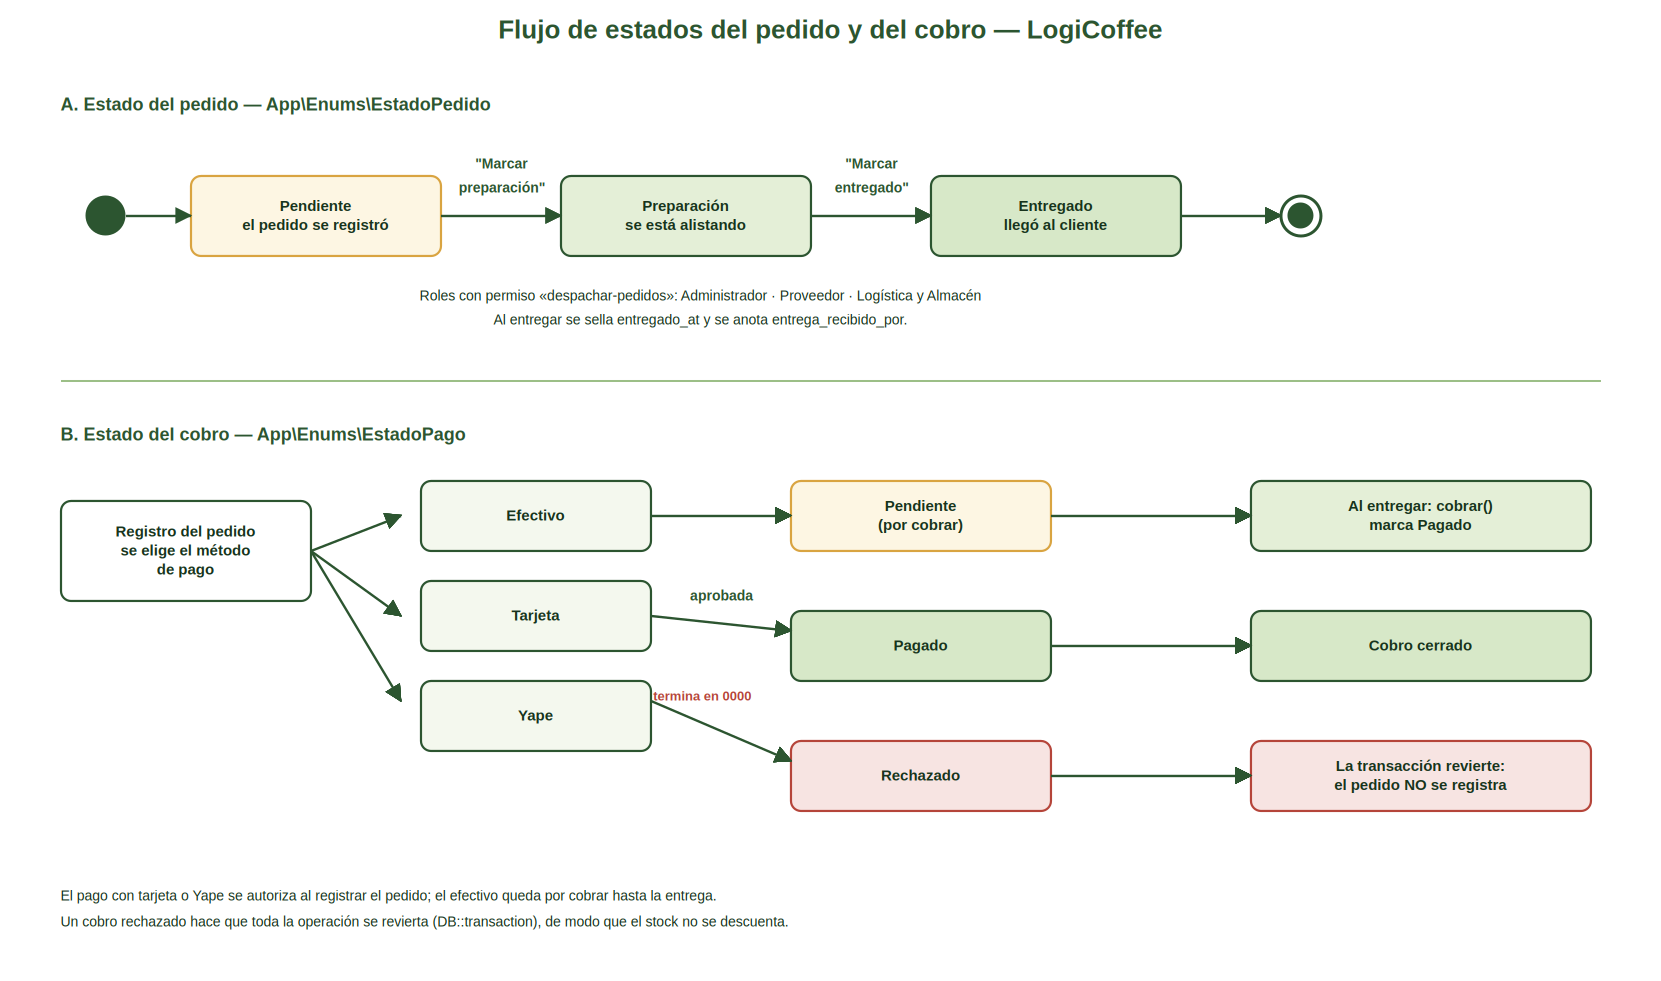 Flujo de estados del pedido y del cobro — LogiCoffee
A. Estado del pedido — App\Enums\EstadoPedido
"Marcar
preparación"
"Marcar
entregado"
Pendiente
el pedido se registró
Preparación
se está alistando
Entregado
llegó al cliente
Roles con permiso «despachar-pedidos»: Administrador · Proveedor · Logística y Almacén
Al entregar se sella entregado_at y se anota entrega_recibido_por.
B. Estado del cobro — App\Enums\EstadoPago
Registro del pedido
se elige el método
de pago
Efectivo
Pendiente
(por cobrar)
Al entregar: cobrar()
marca Pagado
Tarjeta
aprobada
Pagado
Cobro cerrado
Yape
termina en 0000
Rechazado
La transacción revierte:
el pedido NO se registra
El pago con tarjeta o Yape se autoriza al registrar el pedido; el efectivo queda por cobrar hasta la entrega.
Un cobro rechazado hace que toda la operación se revierta (DB::transaction), de modo que el stock no se descuenta.